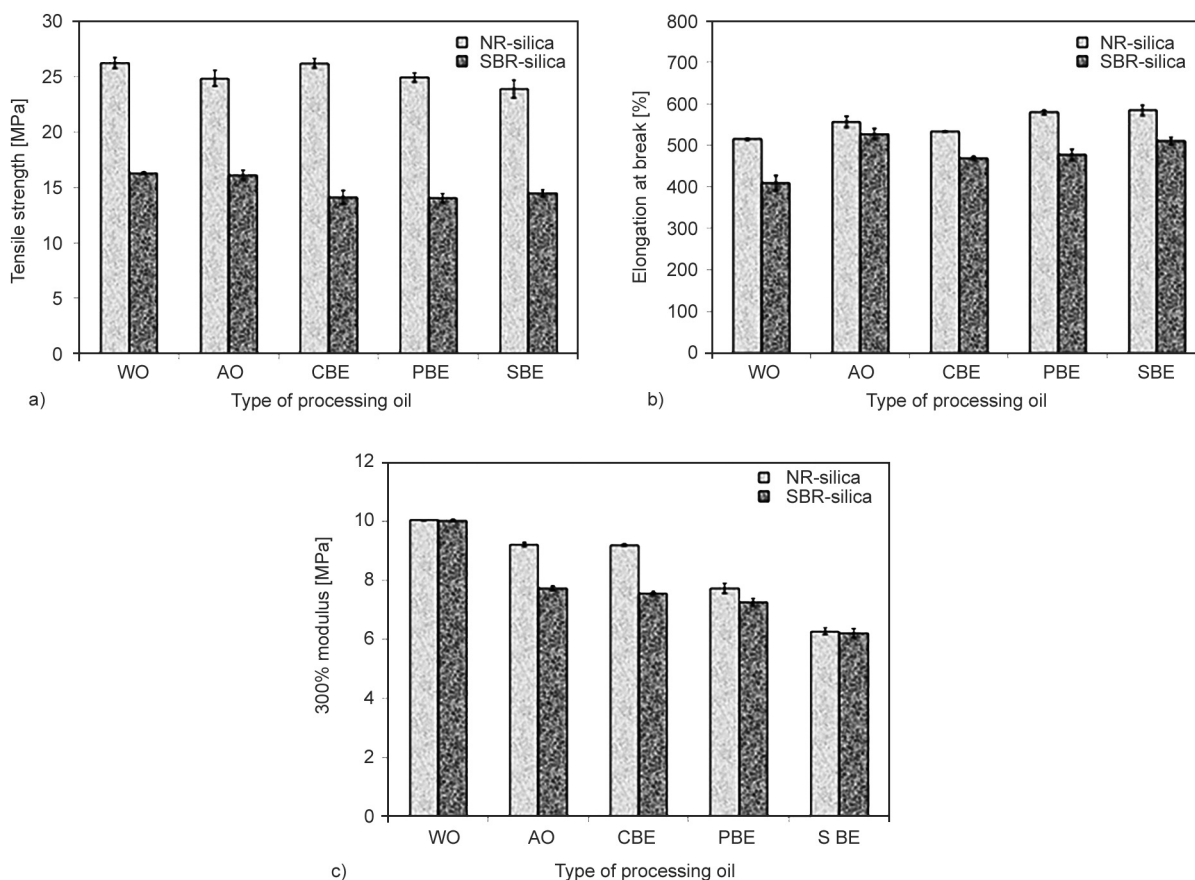 30
25
20
15
10
5
0
Tensile strength [MPa]
NR-silica
SBR-silica
WO AO CBE PBE SBE
Type of processing oil
a)
800
700
600
500
400
300
200
100
0
Elongation at break [%]
NR-silica
SBR-silica
WO AO CBE PBE SBE
Type of processing oil
b)
12
10
8
6
4
2
0
300% modulus [MPa]
NR-silica
SBR-silica
WO AO CBE PBE S BE
Type of processing oil
c)